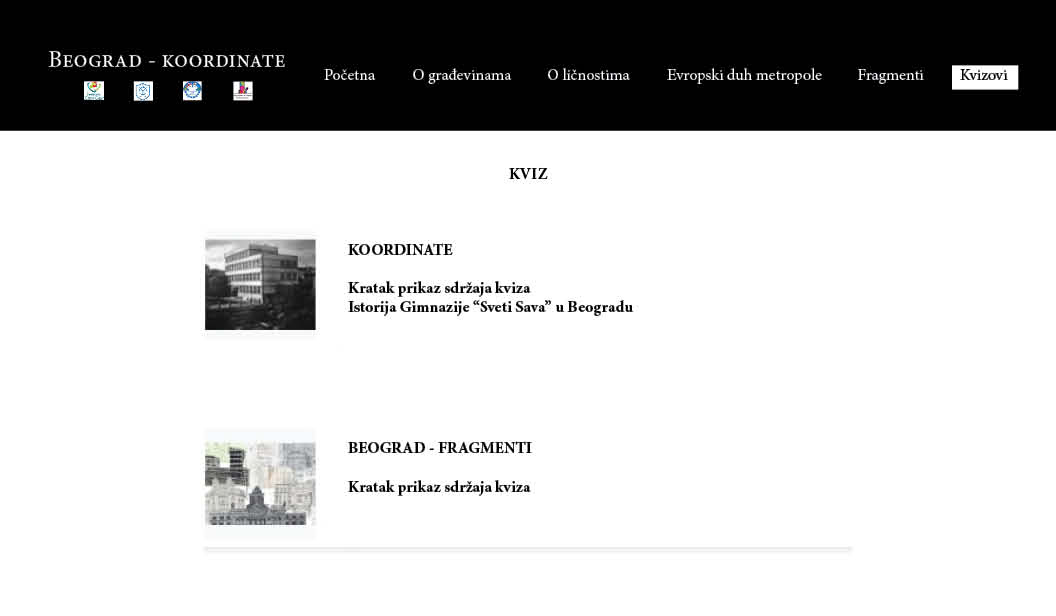 Beograd - koordinate
Početna
O građevinama
O ličnostima
Evropski duh metropole
Fragmenti
Kvizovi
KVIZ
KOORDINATE
Kratak prikaz sdržaja kviza
Istorija Gimnazije “Sveti Sava” u Beogradu
BEOGRAD - FRAGMENTI
Kratak prikaz sdržaja kviza